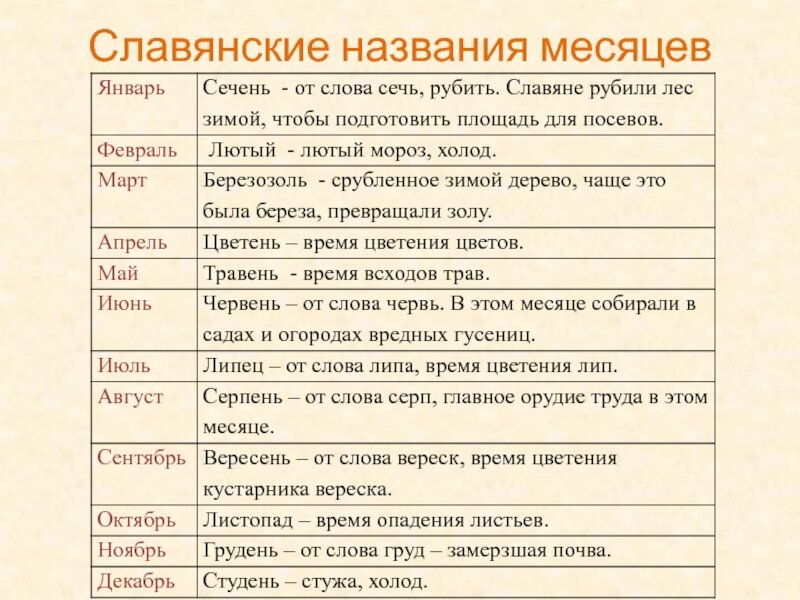 Славянские названия месяцев
Январь Сечень - от слова сечь, рубить. Славяне рубили лес
зимой, чтобы подготовить площадь для посевов.
Февраль Лютый - лютый мороз, холод.
Март Березозоль - срубленное зимой дерево, чаще это
была береза, превращали золу.
Апрель Цветень – время цветения цветов.
Май Травень - время всходов трав.
Июнь Червень – от слова червь. В этом месяце собирали в
садах и огородах вредных гусениц.
Июль Липец – от слова липа, время цветения лип.
Август Серпень – от слова серп, главное орудие труда в этом
месяце.
Сентябрь Вересень – от слова вереск, время цветения
кустарника вереска.
Октябрь Листопад – время опадения листьев.
Ноябрь Грудень – от слова груд – замерзшая почва.
Декабрь Студень – стужа, холод.